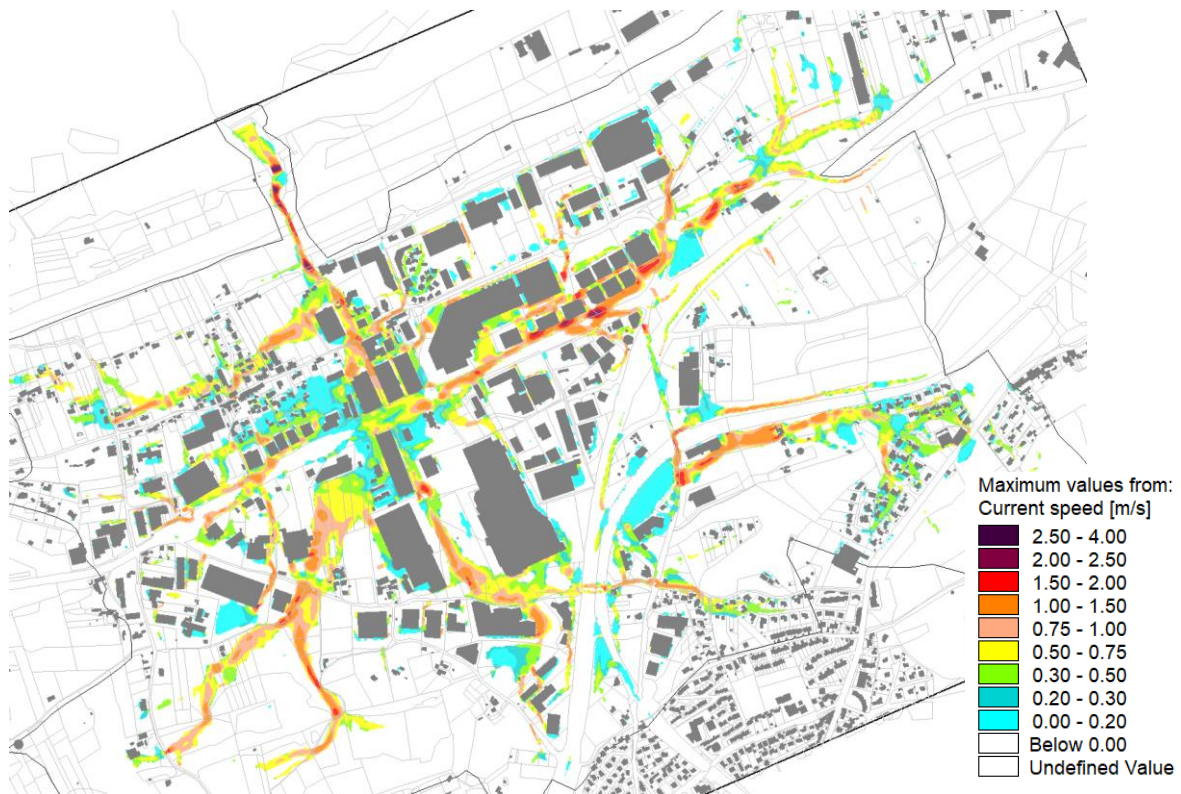 Maximum values from:
Current speed [m/s]
2.50 - 4.00
2.00 - 2.50
1.50 - 2.00
1.00 - 1.50
0.75 - 1.00
0.50 - 0.75
0.30 - 0.50
0.20 - 0.30
0.00 - 0.20
Below 0.00
Undefined Value